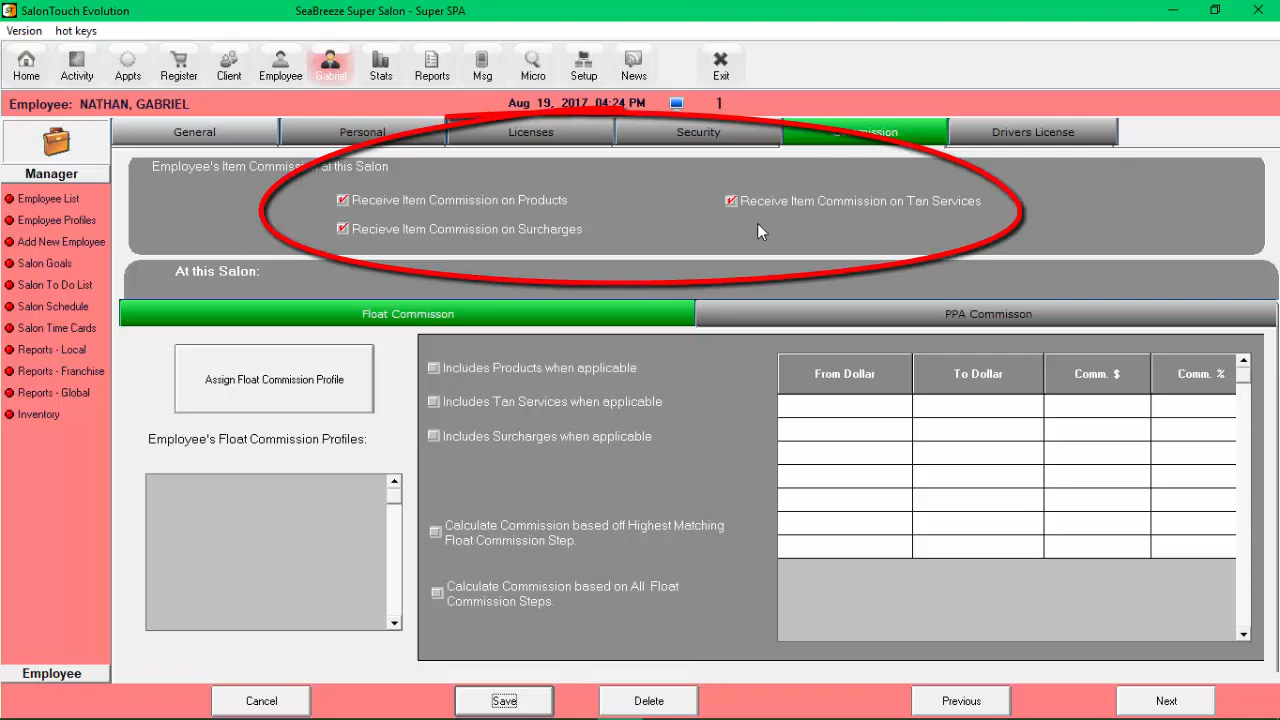 SalonTouch Evolution
SeaBreeze Super Salon - Super SPA
Version
hot keys
Home
Activity
Appts
Register
Client
Employee
Gabriel
Stats
Reports
Msg
Micro
Setup
News
Exit
Employee: NATHAN, GABRIEL
Aug 19, 2017 04:24 PM
1
General
Personal
Licenses
Security
Commission
Drivers License
Manager
Employee List
Employee Profiles
Add New Employee
Salon Goals
Salon To Do List
Salon Schedule
Salon Time Cards
Reports - Local
Reports - Franchise
Reports - Global
Inventory
Employee
Employee's Item Commission at this Salon
Receive Item Commission on Products
Receive Item Commission on Tan Services
Recieve Item Commission on Surcharges
At this Salon:
Float Commisson
PPA Commisson
Assign Float Commission Profile
Employee's Float Commission Profiles:
Includes Products when applicable
Includes Tan Services when applicable
Includes Surcharges when applicable
Calculate Commission based off Highest Matching
Float Commission Step.
Calculate Commission based on All Float
Commission Steps.
From Dollar
To Dollar
Comm. $
Comm. %
Cancel
Save
Delete
Previous
Next